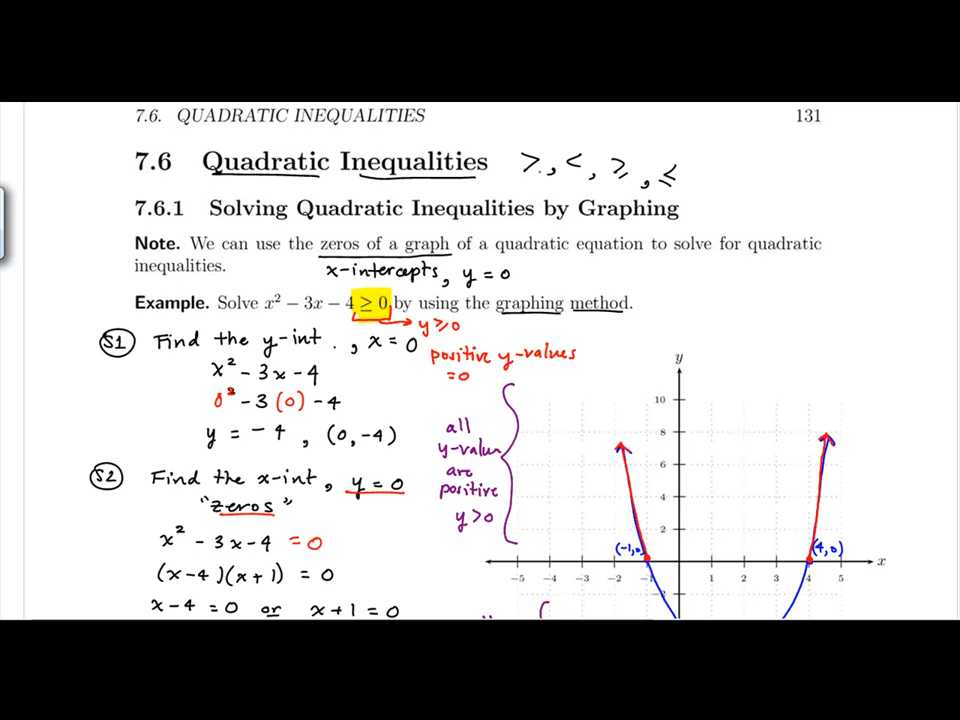 7.6. QUADRATIC INEQUALITIES 131
7.6 Quadratic Inequalities >, <, ≥, ≤
7.6.1 Solving Quadratic Inequalities by Graphing
Note. We can use the zeros of a graph of a quadratic equation to solve for quadratic
inequalities.
x-intercepts, y = 0
Example. Solve x² − 3x − 4 ≥ 0 by using the graphing method.
→ y ≥ 0
positive y-values
= 0
S1 Find the y-int., x = 0
x² - 3x - 4
0² - 3 (0) - 4
y = -4, (0, -4)
S2 Find the x-int, y = 0
"zeros"
x² - 3x - 4 = 0
(x-4)(x+1) = 0
x-4 = 0 or x+1 = 0
all
y-values
are
positive
y > 0
y
10
8
6
4
2
(-1,0) (4,0)
x
−5 −4 −3 −2 −1 1 2 3 4 5
−2